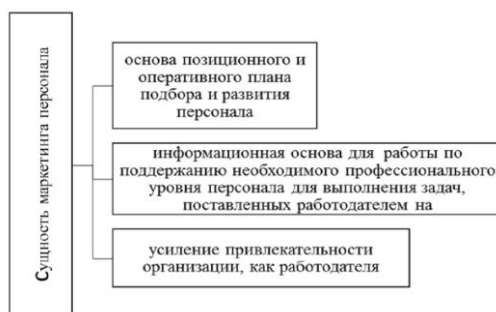 Сущность маркетинга персонала
основа позиционного и
оперативного плана
подбора и развития
персонала
информационная основа для работы по
поддержанию необходимого профессионального
уровня персонала для выполнения задач,
поставленных работодателем на
усиление привлекательности
организации, как работодателя